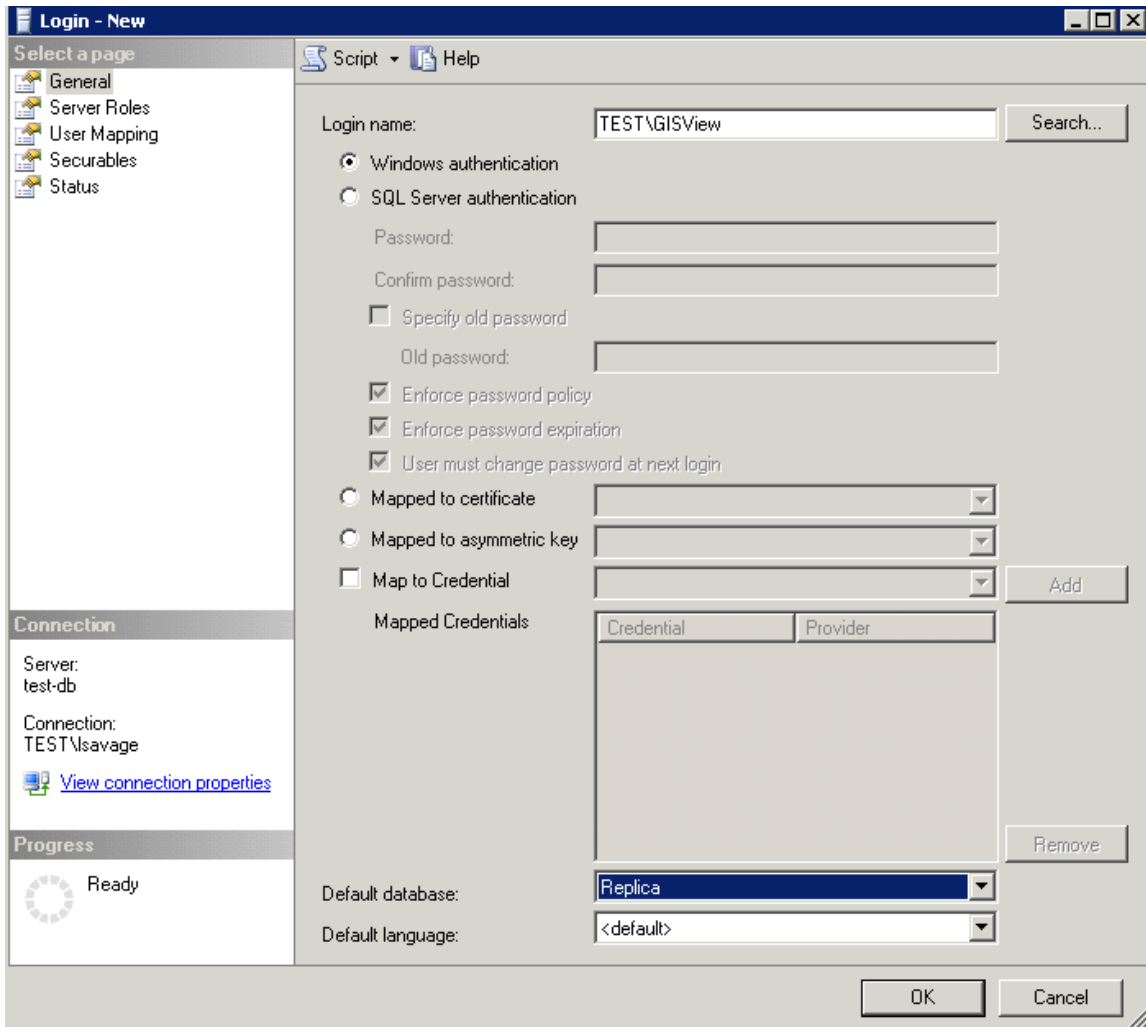 Login - New
Select a page
General
Server Roles
User Mapping
Securables
Status
Script
Help
Login name:
TEST\GISView
Search...
Windows authentication
SQL Server authentication
Password:
Confirm password:
Specify old password
Old password:
Enforce password policy
Enforce password expiration
User must change password at next login
Mapped to certificate
Mapped to asymmetric key
Map to Credential
Add
Mapped Credentials
Credential
Provider
Remove
Default database:
Replica
Default language:
<default>
Connection
Server:
test-db
Connection:
TEST\lsavage
View connection properties
Progress
Ready
OK
Cancel